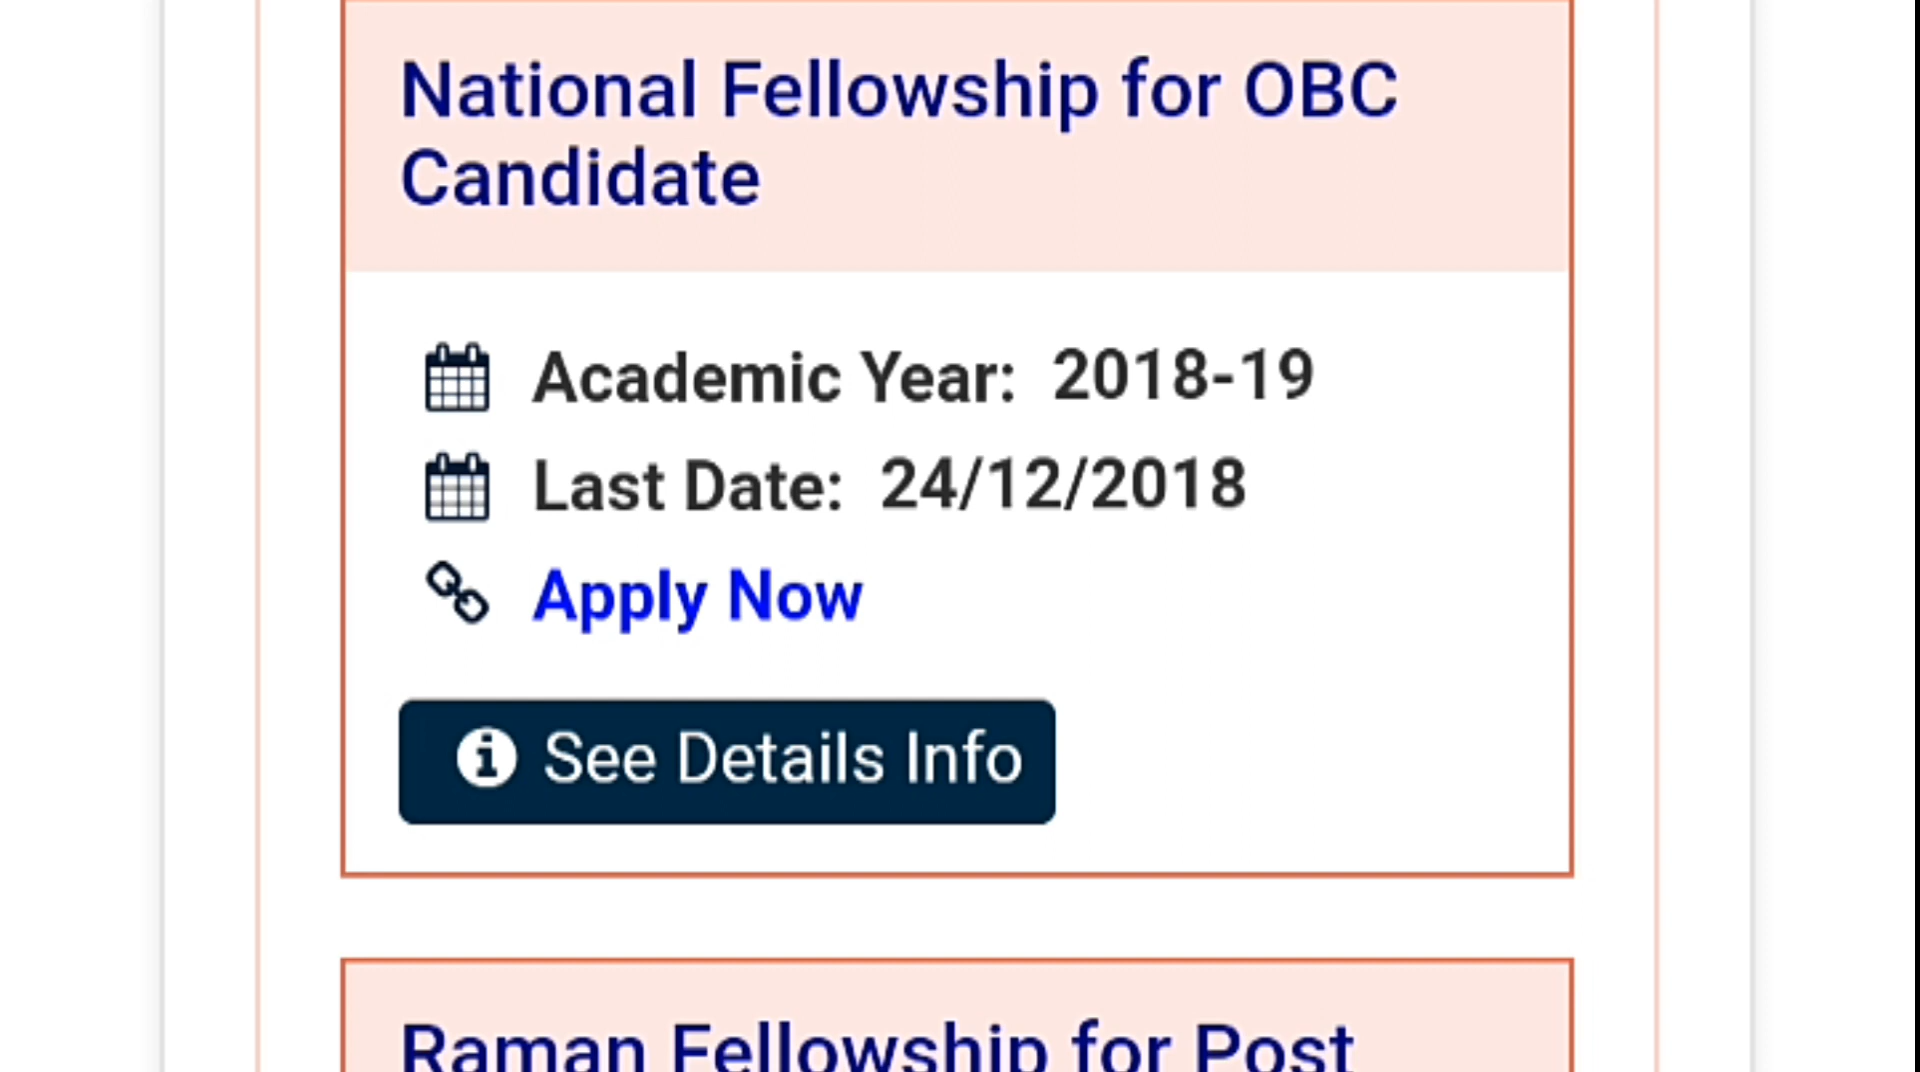 National Fellowship for OBC
Candidate
Academic Year: 2018-19
Last Date: 24/12/2018
Apply Now
See Details Info
Raman Fellowship for Post